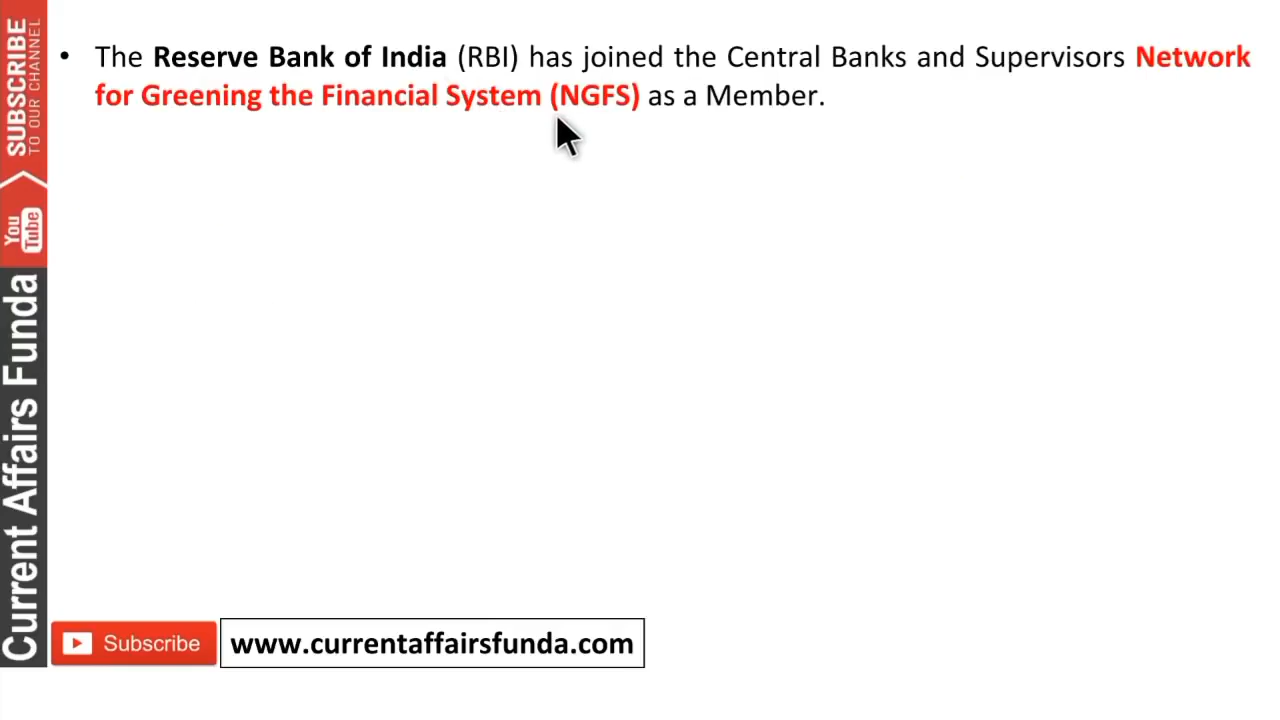 • The Reserve Bank of India (RBI) has joined the Central Banks and Supervisors Network
for Greening the Financial System (NGFS) as a Member.
SUBSCRIBE
TO OUR CHANNEL
You
Tube
Current Affairs Funda
Subscribe
www.currentaffairsfunda.com